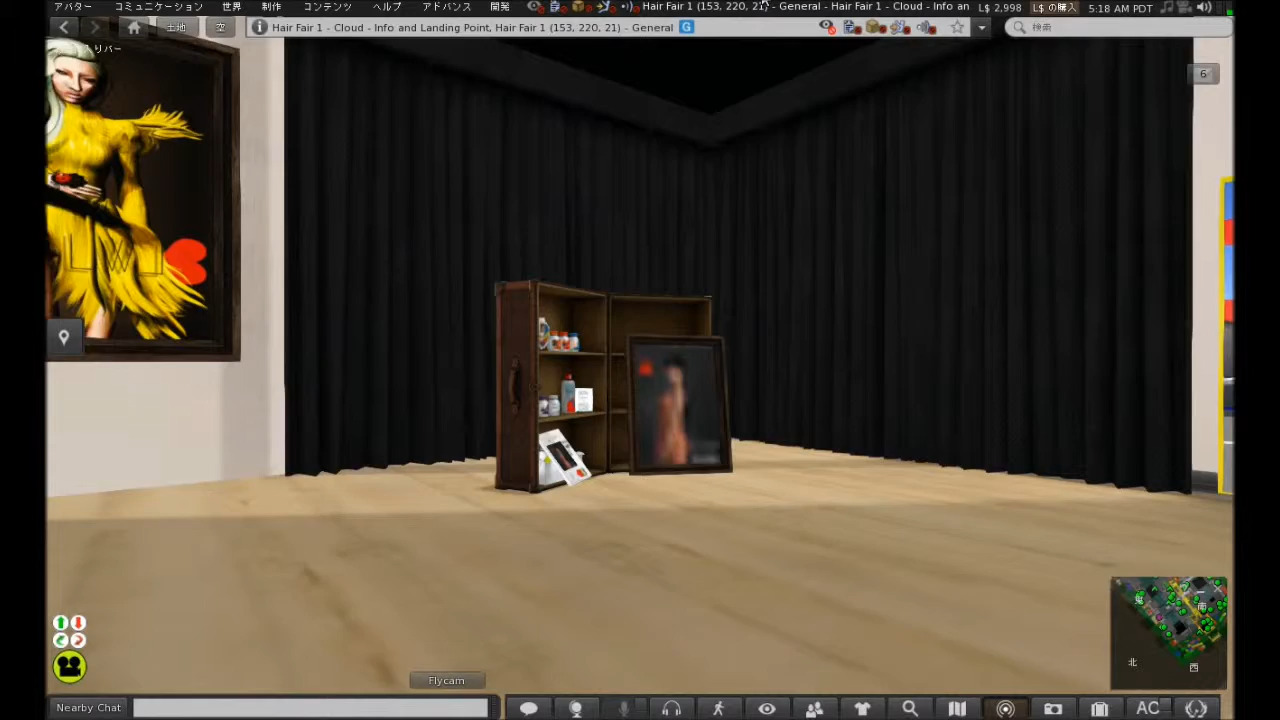 アバター コミュニケーション 世界 制作 コンテンツ ヘルプ アドバンス 開発 Hair Fair 1 (153, 220, 21) - General - Hair Fair 1 - Cloud - Info an L$ 2,998 L$ の購入 5:18 AM PDT
土地 空 Hair Fair 1 - Cloud - Info and Landing Point, Hair Fair 1 (153, 220, 21) - General G 検索
6
LWI
北
西
Flycam
Nearby Chat AC